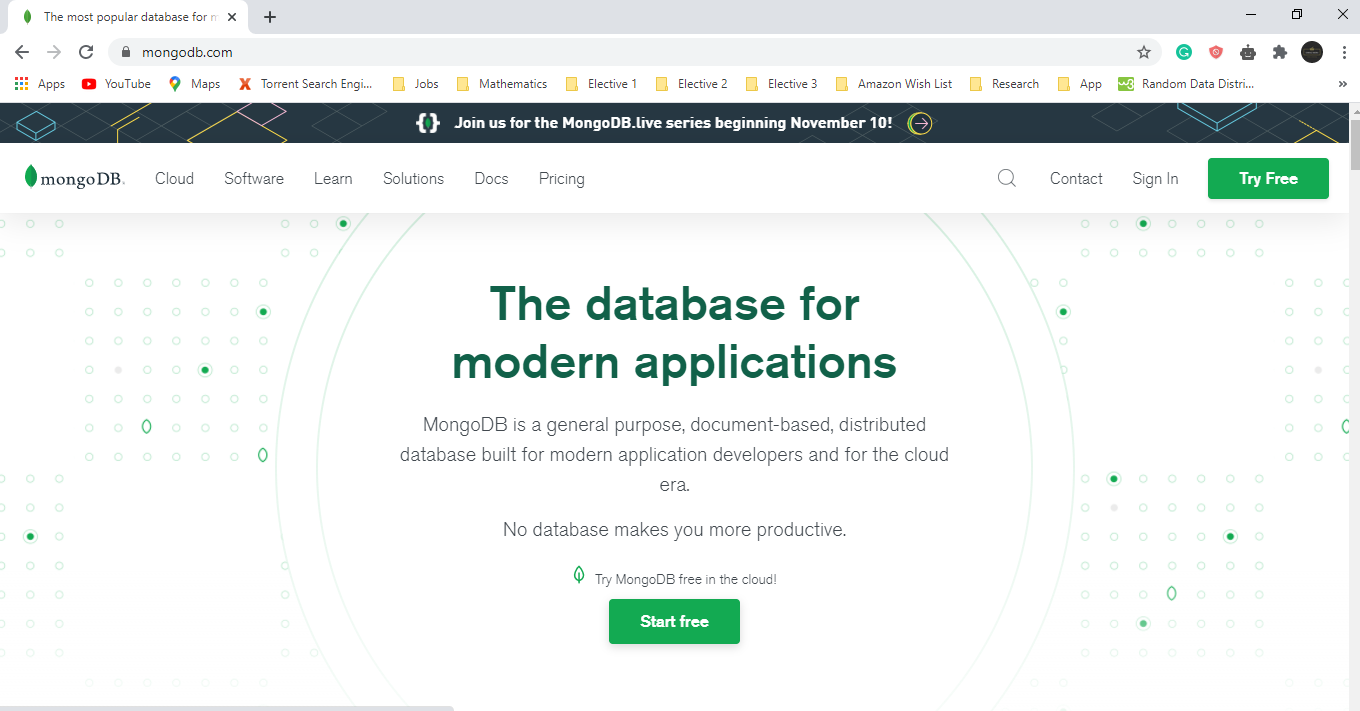 The most popular database for m
mongodb.com
Apps YouTube Maps Torrent Search Engi... Jobs Mathematics Elective 1 Elective 2 Elective 3 Amazon Wish List Research App Random Data Distri... »
Join us for the MongoDB.live series beginning November 10!
mongoDB. Cloud Software Learn Solutions Docs Pricing Contact Sign In Try Free
The database for
modern applications
MongoDB is a general purpose, document-based, distributed
database built for modern application developers and for the cloud
era.
No database makes you more productive.
Try MongoDB free in the cloud!
Start free